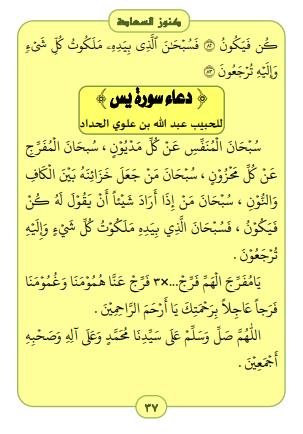 كنوز السعادة
كُن فَيَكُونُ ﴿٨٢﴾ فَسُبْحَانَ ٱلَّذِى بِيَدِهِۦ مَلَكُوتُ كُلِّ شَىْءٍ
وَإِلَيْهِ تُرْجَعُونَ ﴿٨٣﴾
﴿ دعاء سورة يس ﴾
للحبيب عبد الله بن علوي الحداد
سُبْحَانَ الْمُنَفِّسِ عَنْ كُلِّ مَدْيُوْنٍ ، سُبْحَانَ الْمُفَرِّجِ
عَنْ كُلِّ مَحْزُوْنٍ ، سُبْحَانَ مَنْ جَعَلَ خَزَائِنَهُ بَيْنَ الْكَافِ
وَالنُّوْنِ ، سُبْحَانَ مَنْ إِذَا أَرَادَ شَيْئاً أَنْ يَقُوْلَ لَهُ كُنْ
فَيَكُوْنُ ، فَسُبْحَانَ الَّذِي بِيَدِهِ مَلَكُوْتُ كُلِّ شَيْءٍ وَإِلَيْهِ
تُرْجَعُوْنَ .
يَامُفَرِّجَ الْهَمِّ فَرِّجْ...×٣ فَرِّجْ عَنَّا هُمُوْمَنَا وَغُمُوْمَنَا
فَرَجاً عَاجِلاً بِرَحْمَتِكَ يَا أَرْحَمَ الرَّاحِمِيْنَ .
اللّٰهُمَّ صَلِّ وَسَلِّمْ عَلَى سَيِّدِنَا مُحَمَّدٍ وَعَلَى آلِهِ وَصَحْبِهِ
أَجْمَعِيْنَ .
٣٧